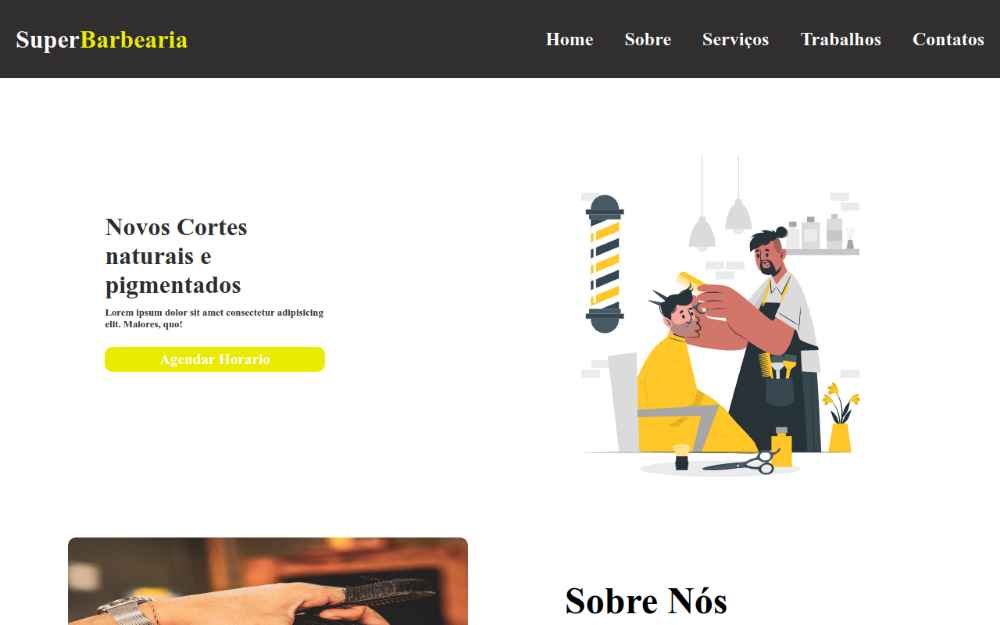 SuperBarbearia
Home Sobre Serviços Trabalhos Contatos
Novos Cortes
naturais e
pigmentados
Lorem ipsum dolor sit amet consectetur adipisicing
elit. Maiores, quo!
Agendar Horario
Sobre Nós